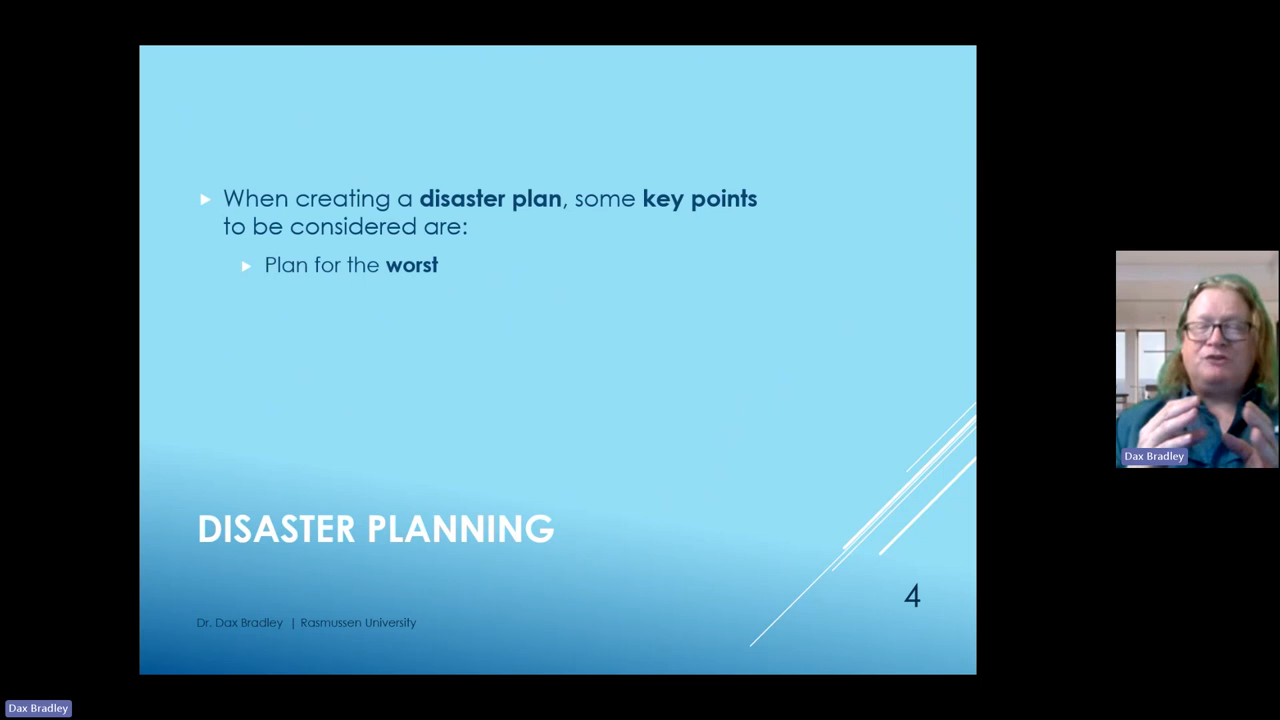 When creating a disaster plan, some key points
to be considered are:
Plan for the worst
DISASTER PLANNING
4
Dr. Dax Bradley | Rasmussen University
Dax Bradley
Dax Bradley